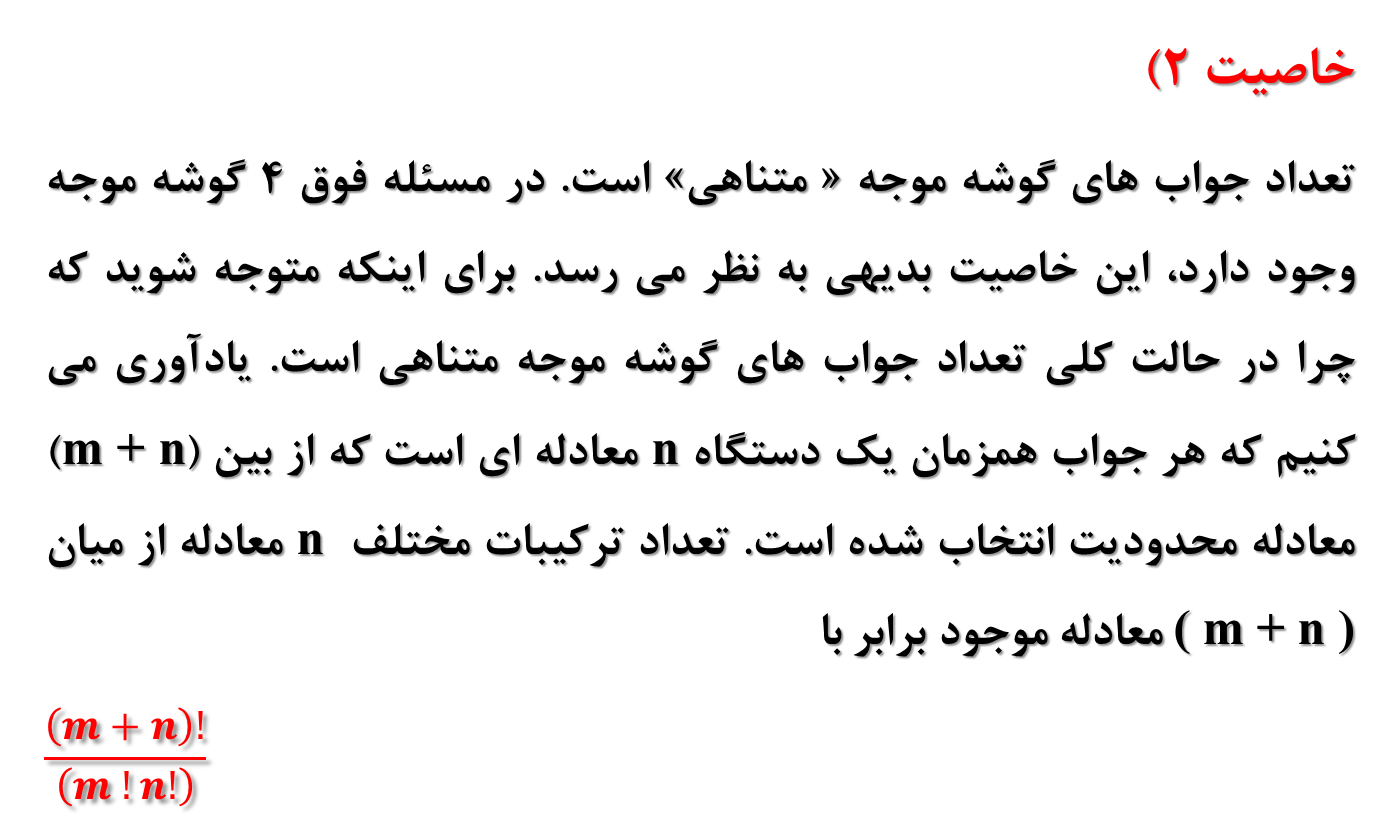 خاصیت ۲)
تعداد جواب های گوشه موجه « متناهی» است. در مسئله فوق ۴ گوشه موجه
وجود دارد، این خاصیت بدیهی به نظر می رسد. برای اینکه متوجه شوید که
چرا در حالت کلی تعداد جواب های گوشه موجه متناهی است. یادآوری می
کنیم که هر جواب همزمان یک دستگاه n معادله ای است که از بین (m + n)
معادله محدودیت انتخاب شده است. تعداد ترکیبات مختلف n معادله از میان
( m + n ) معادله موجود برابر با
(m + n)!
(m ! n!)